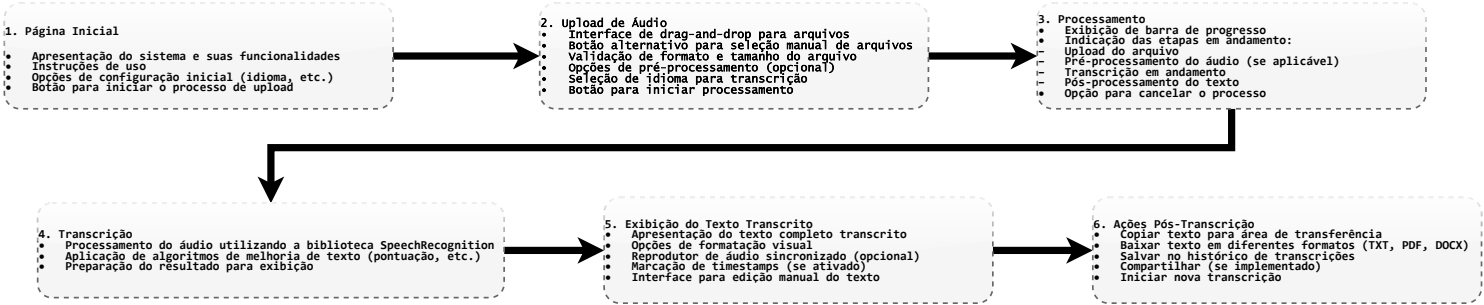 1. Página Inicial
• Apresentação do sistema e suas funcionalidades
• Instruções de uso
• Opções de configuração inicial (idioma, etc.)
• Botão para iniciar o processo de upload
2. Upload de Áudio
• Interface de drag-and-drop para arquivos
• Botão alternativo para seleção manual de arquivos
• Validação de formato e tamanho do arquivo
• Opções de pré-processamento (opcional)
• Seleção de idioma para transcrição
• Botão para iniciar processamento
3. Processamento
• Exibição de barra de progresso
• Indicação das etapas em andamento:
– Upload do arquivo
– Pré-processamento do áudio (se aplicável)
– Transcrição em andamento
– Pós-processamento do texto
• Opção para cancelar o processo
4. Transcrição
• Processamento do áudio utilizando a biblioteca SpeechRecognition
• Aplicação de algoritmos de melhoria de texto (pontuação, etc.)
• Preparação do resultado para exibição
5. Exibição do Texto Transcrito
• Apresentação do texto completo transcrito
• Opções de formatação visual
• Reprodutor de áudio sincronizado (opcional)
• Marcação de timestamps (se ativado)
• Interface para edição manual do texto
6. Ações Pós-Transcrição
• Copiar texto para área de transferência
• Baixar texto em diferentes formatos (TXT, PDF, DOCX)
• Salvar no histórico de transcrições
• Compartilhar (se implementado)
• Iniciar nova transcrição